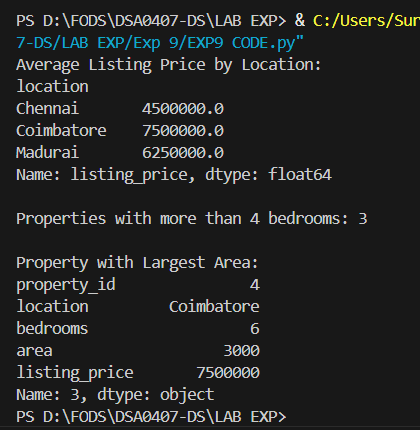 PS D:\FODS\DSA0407-DS\LAB EXP> & C:/Users/Sur
7-DS/LAB EXP/Exp 9/EXP9 CODE.py"
Average Listing Price by Location:
location
Chennai       4500000.0
Coimbatore    7500000.0
Madurai       6250000.0
Name: listing_price, dtype: float64

Properties with more than 4 bedrooms: 3

Property with Largest Area:
property_id               4
location         Coimbatore
bedrooms                  6
area                   3000
listing_price       7500000
Name: 3, dtype: object
PS D:\FODS\DSA0407-DS\LAB EXP>